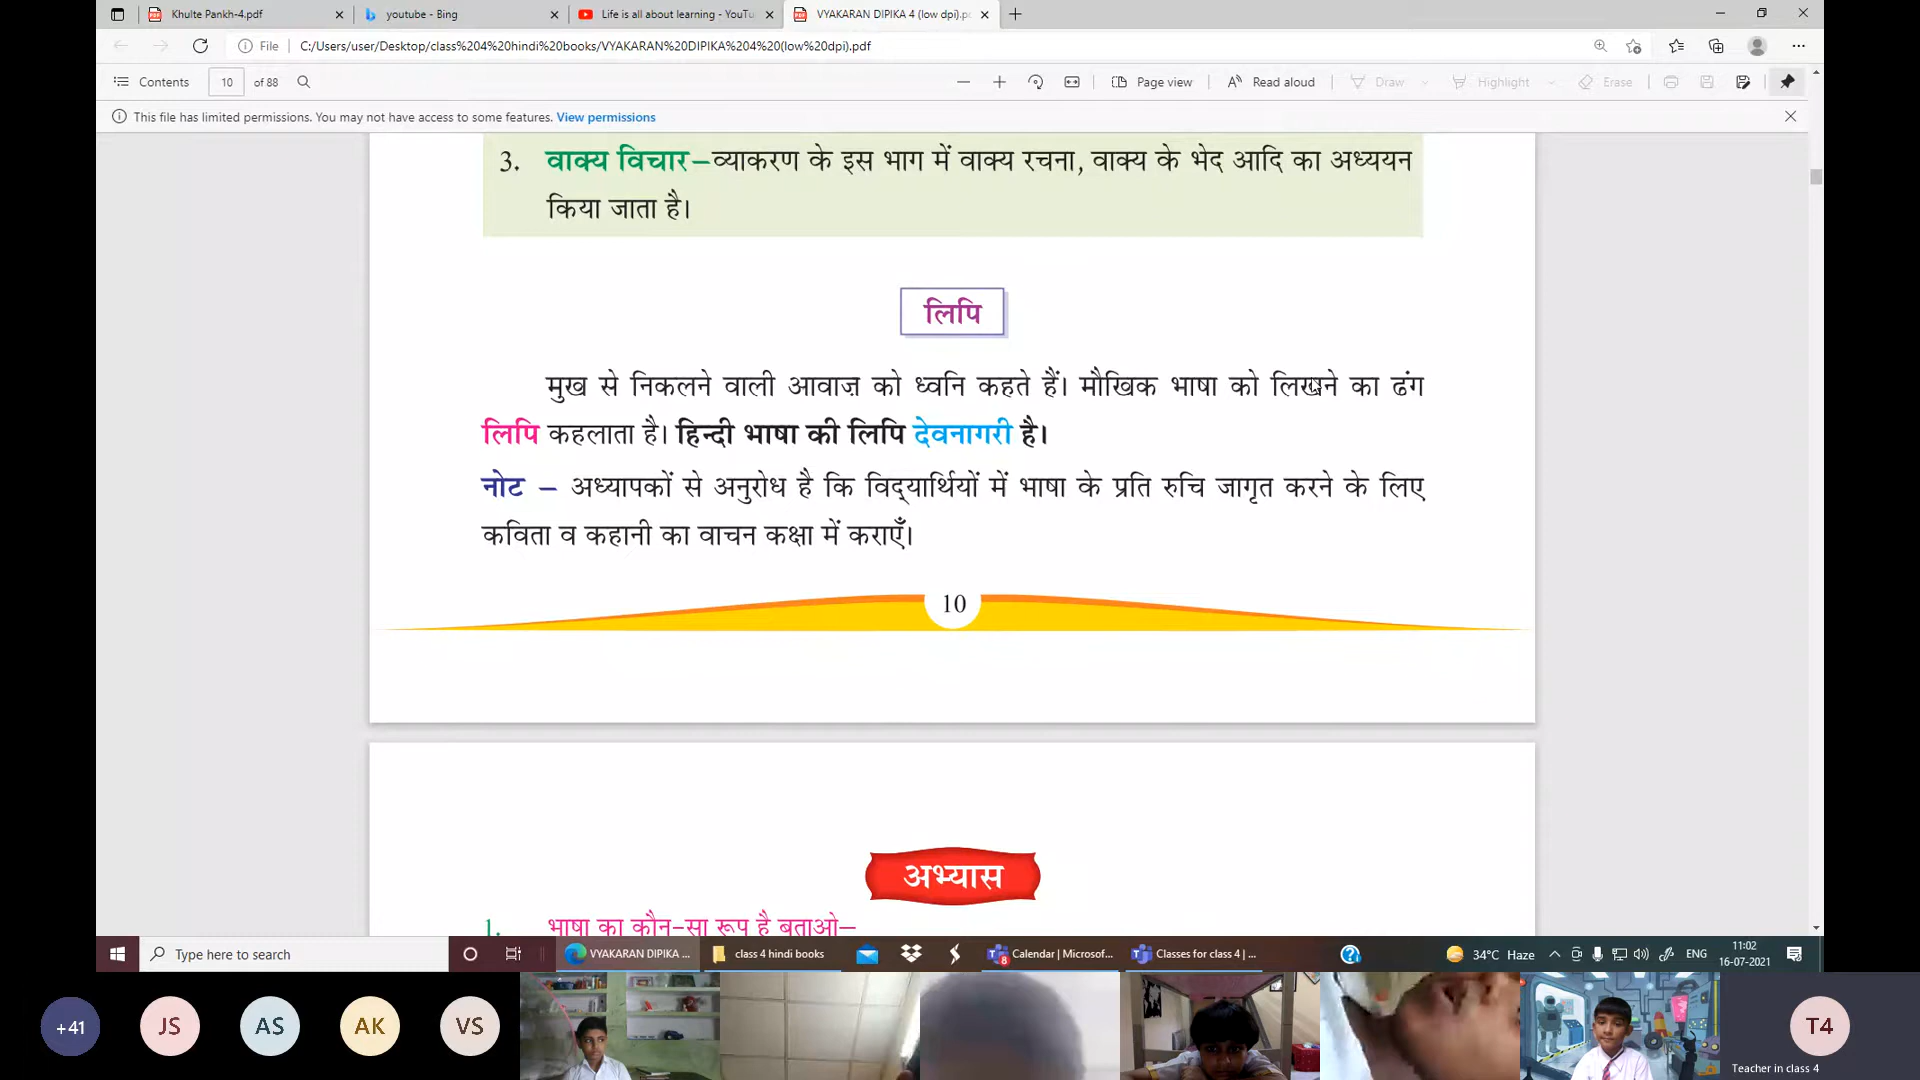 Khulte Pankh-4.pdf
youtube - Bing
Life is all about learning - YouTu
VYAKARAN DIPIKA 4 (low dpi).p
File
C:/Users/user/Desktop/class%204%20hindi%20books/VYAKARAN%20DIPIKA%204%20(low%20dpi).pdf
Contents
10
of 88
Page view
Read aloud
Draw
Highlight
Erase
This file has limited permissions. You may not have access to some features. View permissions
3. वाक्य विचार–व्याकरण के इस भाग में वाक्य रचना, वाक्य के भेद आदि का अध्ययन
किया जाता है।
लिपि
मुख से निकलने वाली आवाज़ को ध्वनि कहते हैं। मौखिक भाषा को लिखने का ढंग
लिपि कहलाता है। हिन्दी भाषा की लिपि देवनागरी है।
नोट – अध्यापकों से अनुरोध है कि विद्‌यार्थियों में भाषा के प्रति रुचि जागृत करने के लिए
कविता व कहानी का वाचन कक्षा में कराएँ।
10
अभ्यास
1. भाषा का कौन-सा रूप है बताओ–
Type here to search
VYAKARAN DIPIKA ...
class 4 hindi books
8
Calendar | Microsof...
Classes for class 4 | ...
34°C Haze
ENG
11:02
16-07-2021
+41
JS
AS
AK
VS
T4
Teacher in class 4